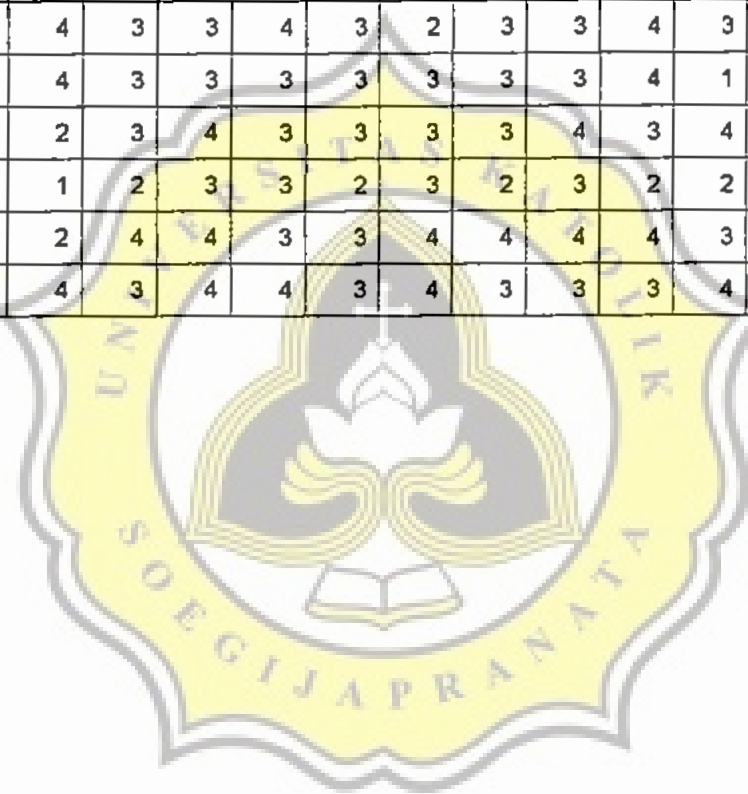 4 3 3 4 3 2 3 3 4 3
4 3 3 3 3 3 3 3 4 1
2 3 4 3 3 3 3 4 3 4
1 2 3 3 2 3 2 3 2 2
2 4 4 3 3 4 4 4 4 3
4 3 4 4 3 4 3 3 3 4
UNIVERSITAS KATOLIK
SOEGIJAPRANATA